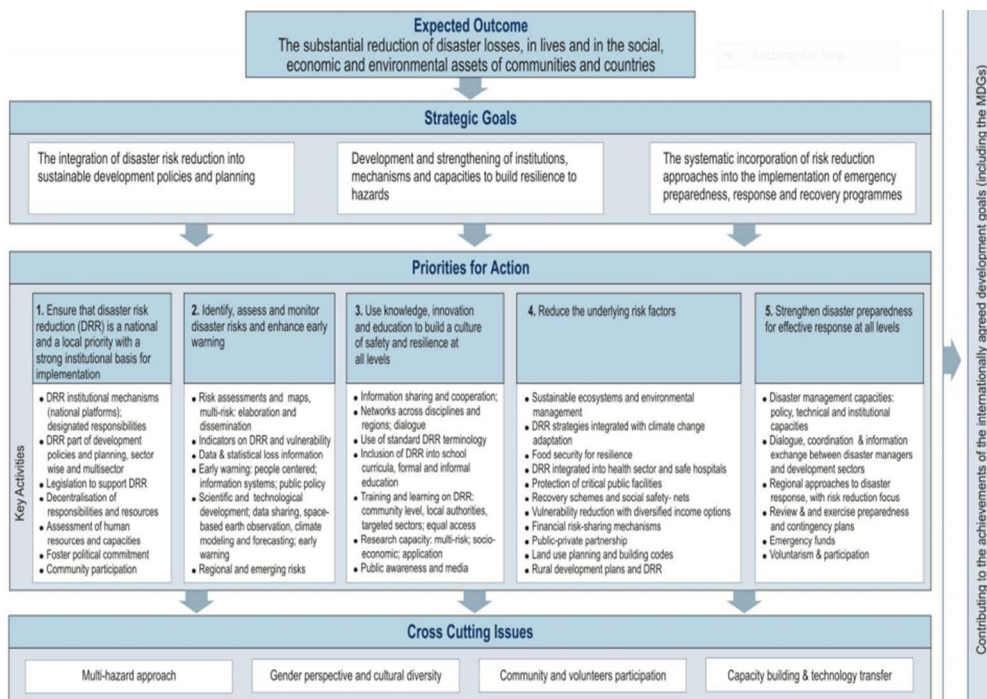 Expected Outcome
The substantial reduction of disaster losses, in lives and in the social,
economic and environmental assets of communities and countries
Rectangular Snip
Strategic Goals
The integration of disaster risk reduction into
sustainable development policies and planning
Development and strengthening of institutions,
mechanisms and capacities to build resilience to
hazards
The systematic incorporation of risk reduction
approaches into the implementation of emergency
preparedness, response and recovery programmes
Priorities for Action
Key Activities
1. Ensure that disaster risk
reduction (DRR) is a national
and a local priority with a
strong institutional basis for
implementation
• DRR institutional mechanisms
(national platforms);
designated responsibilities
• DRR part of development
policies and planning, sector
wise and multisector
• Legislation to support DRR
• Decentralisation of
responsibilities and resources
• Assessment of human
resources and capacities
• Foster political commitment
• Community participation
2. Identify, assess and monitor
disaster risks and enhance early
warning
• Risk assessments and maps,
multi-risk: elaboration and
dissemination
• Indicators on DRR and vulnerability
• Data & statistical loss information
• Early warning: people centered;
information systems; public policy
• Scientific and technological
development; data sharing, space-
based earth observation, climate
modeling and forecasting; early
warning
• Regional and emerging risks
3. Use knowledge, innovation
and education to build a culture
of safety and resilience at
all levels
• Information sharing and cooperation;
• Networks across disciplines and
regions; dialogue
• Use of standard DRR terminology
• Inclusion of DRR into school
curricula, formal and informal
education
• Training and learning on DRR:
community level, local authorities,
targeted sectors; equal access
• Research capacity: multi-risk; socio-
economic; application
• Public awareness and media
4. Reduce the underlying risk factors
• Sustainable ecosystems and environmental
management
• DRR strategies integrated with climate change
adaptation
• Food security for resilience
• DRR integrated into health sector and safe hospitals
• Protection of critical public facilities
• Recovery schemes and social safety- nets
• Vulnerability reduction with diversified income options
• Financial risk-sharing mechanisms
• Public-private partnership
• Land use planning and building codes
• Rural development plans and DRR
5. Strengthen disaster preparedness
for effective response at all levels
• Disaster management capacities:
policy, technical and institutional
capacities
• Dialogue, coordination & information
exchange between disaster managers
and development sectors
• Regional approaches to disaster
response, with risk reduction focus
• Review & and exercise preparedness
and contingency plans
• Emergency funds
• Voluntarism & participation
Cross Cutting Issues
Multi-hazard approach
Gender perspective and cultural diversity
Community and volunteers participation
Capacity building & technology transfer
Contributing to the achievements of the internationally agreed development goals (including the MDGs)